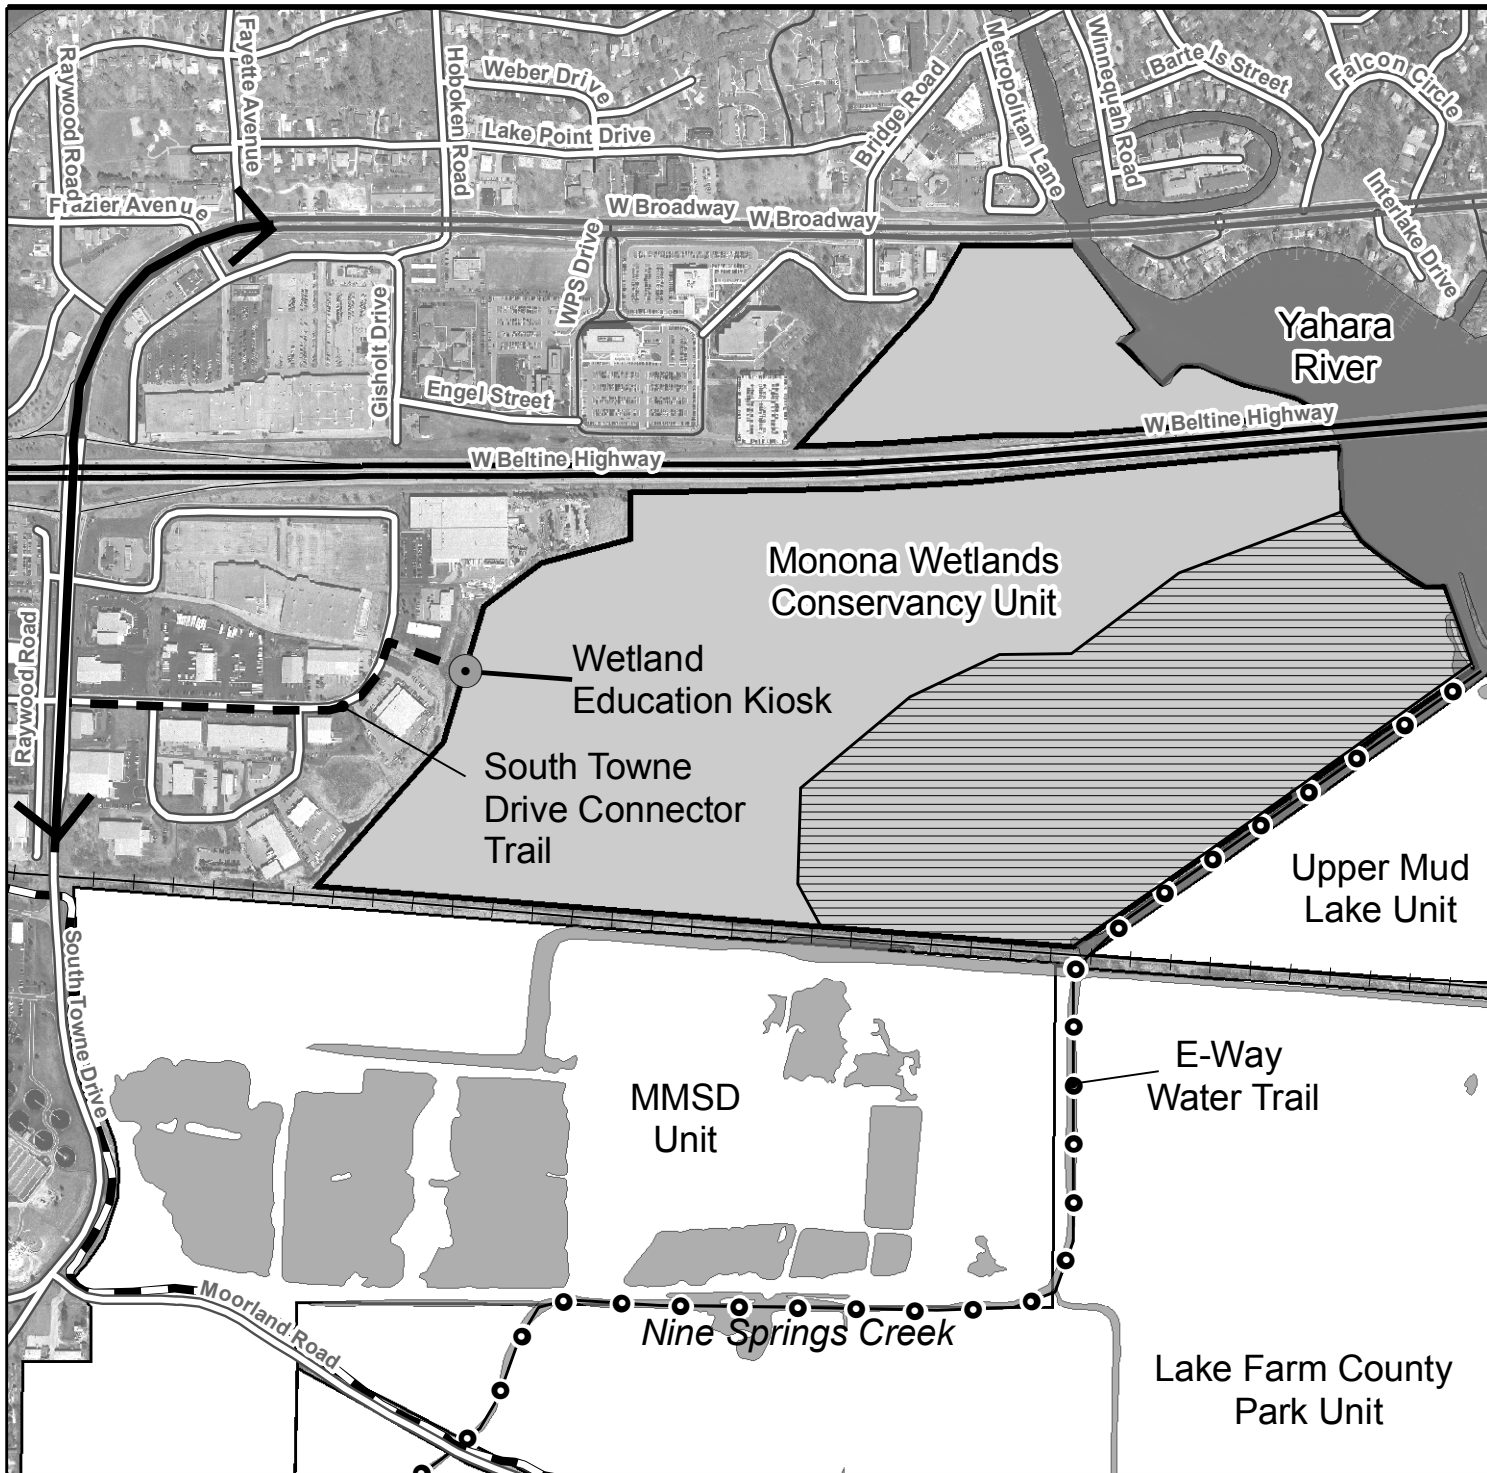 Raywood Road
Fayette Avenue
Hoboken Road
Weber Drive
Lake Point Drive
Bridge Road
Metropolitan Lane
Winnequah Road
Bartels Street
Falcon Circle
Interlake Drive
Frazier Avenue
W Broadway
W Broadway
WPS Drive
Gisholt Drive
Engel Street
Yahara
River
W Beltine Highway
W Beltine Highway
Monona Wetlands
Conservancy Unit
Raywood Road
Wetland
Education Kiosk
South Towne
Drive Connector
Trail
Upper Mud
Lake Unit
South Towne Drive
E-Way
Water Trail
MMSD
Unit
Moorland Road
Nine Springs Creek
Lake Farm County
Park Unit